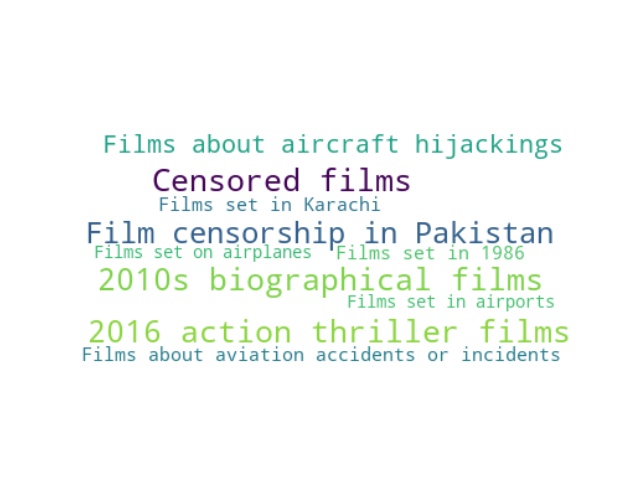 Films about aircraft hijackings
Censored films
Films set in Karachi
Film censorship in Pakistan
Films set on airplanes
Films set in 1986
2010s biographical films
Films set in airports
2016 action thriller films
Films about aviation accidents or incidents